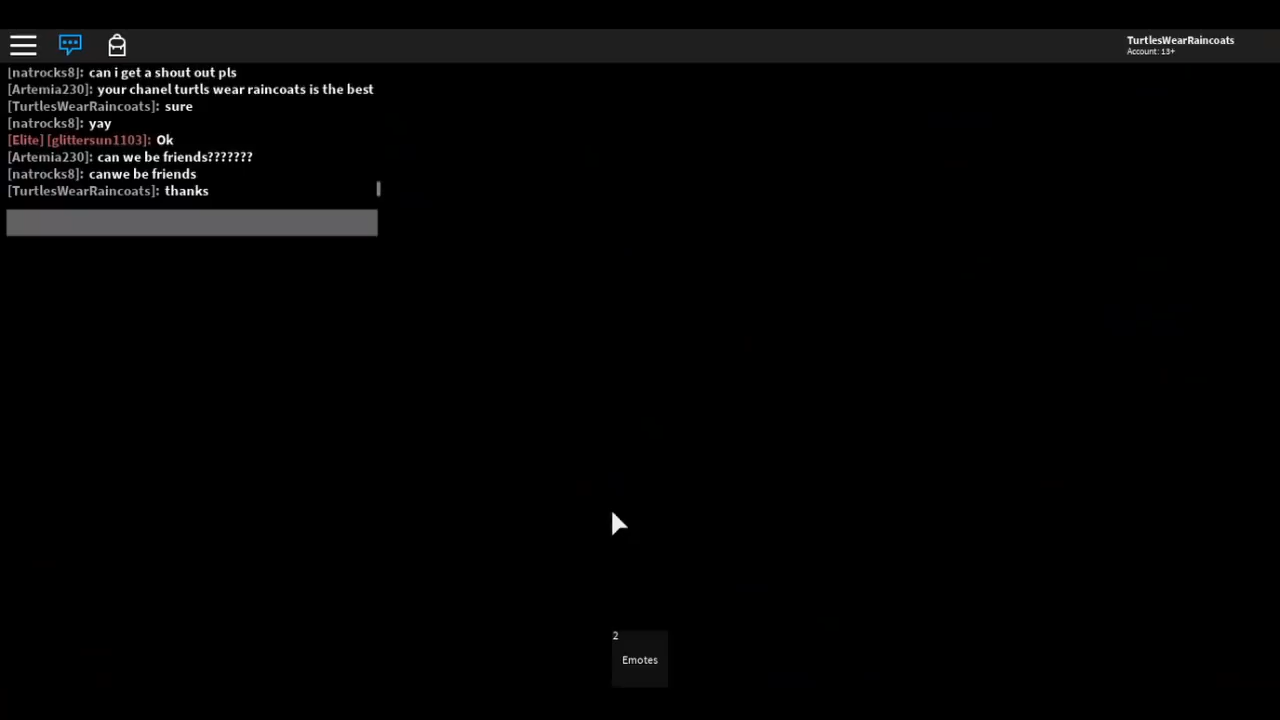 TurtlesWearRaincoats
Account: 13+
[natrocks8]: can i get a shout out pls
[Artemia230]: your chanel turtls wear raincoats is the best
[TurtlesWearRaincoats]: sure
[natrocks8]: yay
[Elite] [glittersun1103]: Ok
[Artemia230]: can we be friends???????
[natrocks8]: canwe be friends
[TurtlesWearRaincoats]: thanks
2
Emotes